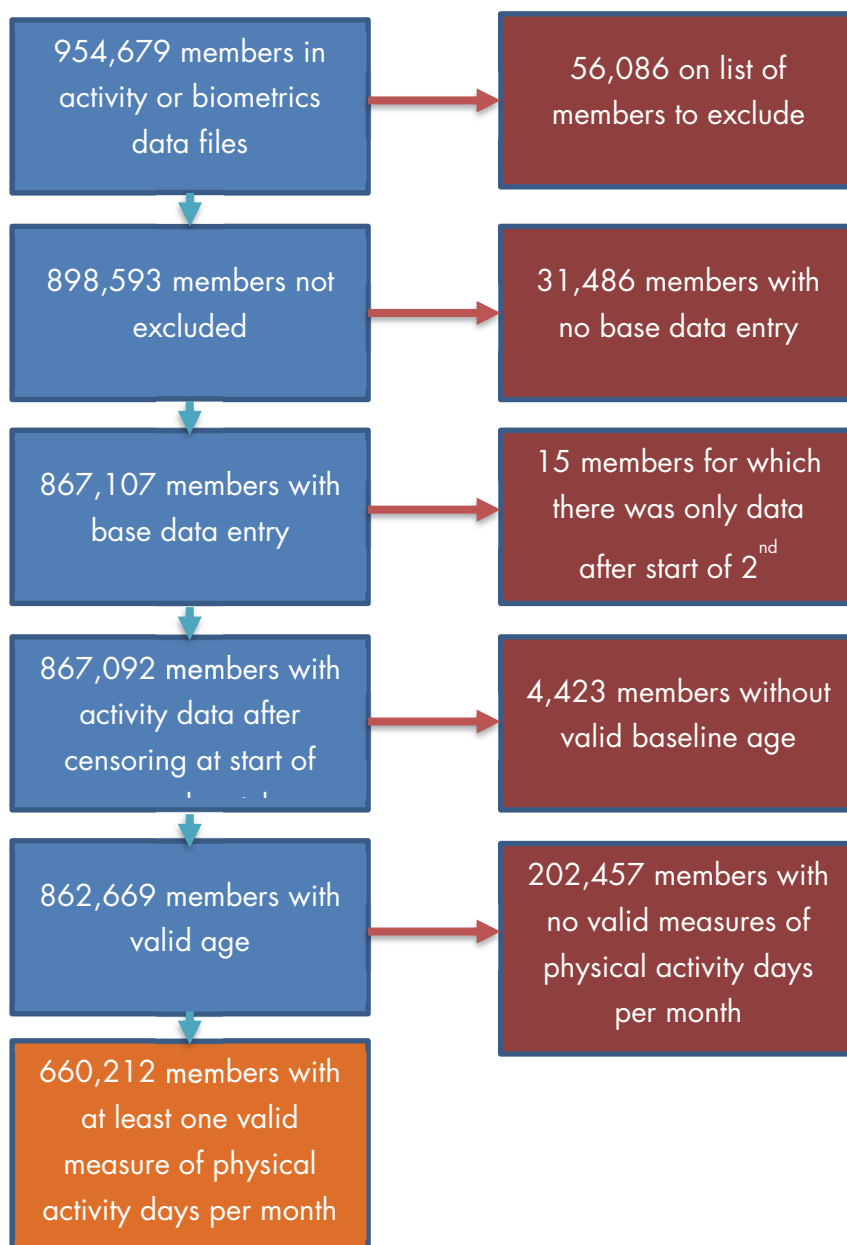 954,679 members in
activity or biometrics
data files
56,086 on list of
members to exclude
898,593 members not
excluded
31,486 members with
no base data entry
867,107 members with
base data entry
15 members for which
there was only data
after start of 2nd
867,092 members with
activity data after
censoring at start of
4,423 members without
valid baseline age
862,669 members with
valid age
202,457 members with
no valid measures of
physical activity days
per month
660,212 members with
at least one valid
measure of physical
activity days per month